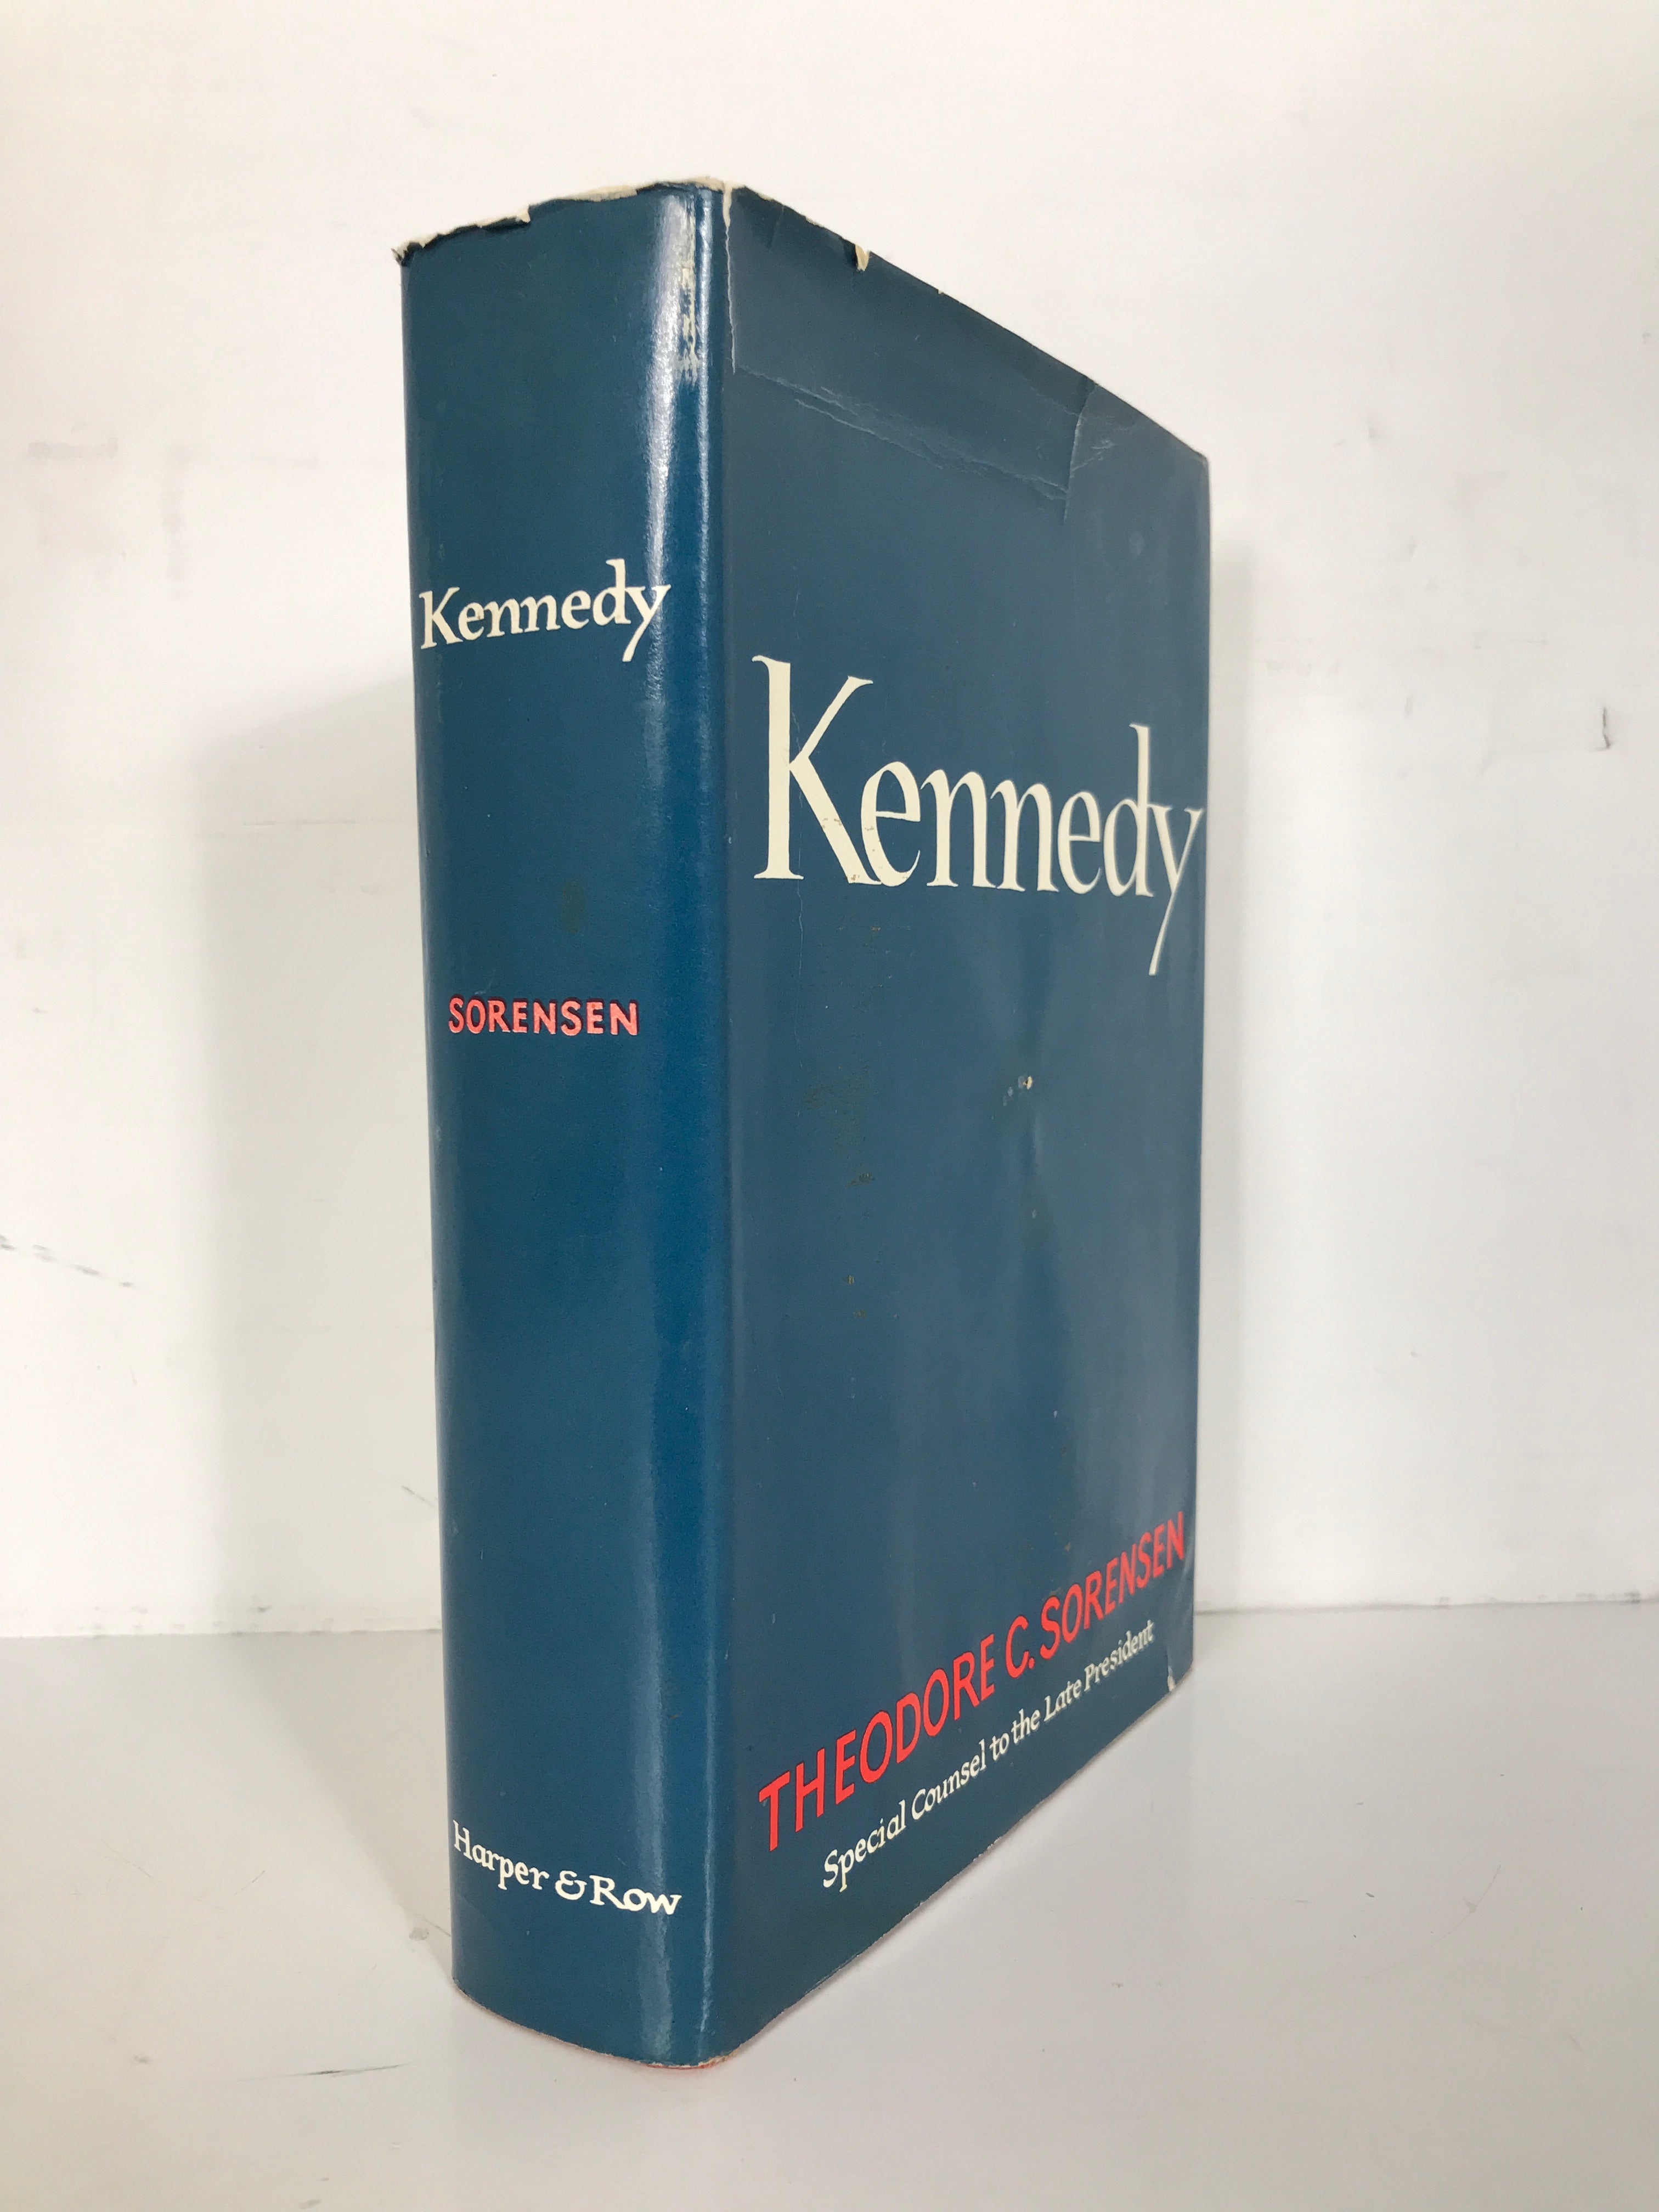 Kennedy
SORENSEN
Harper & Row
Kennedy
THEODORE C. SORENSEN
Special Counsel to the Late President